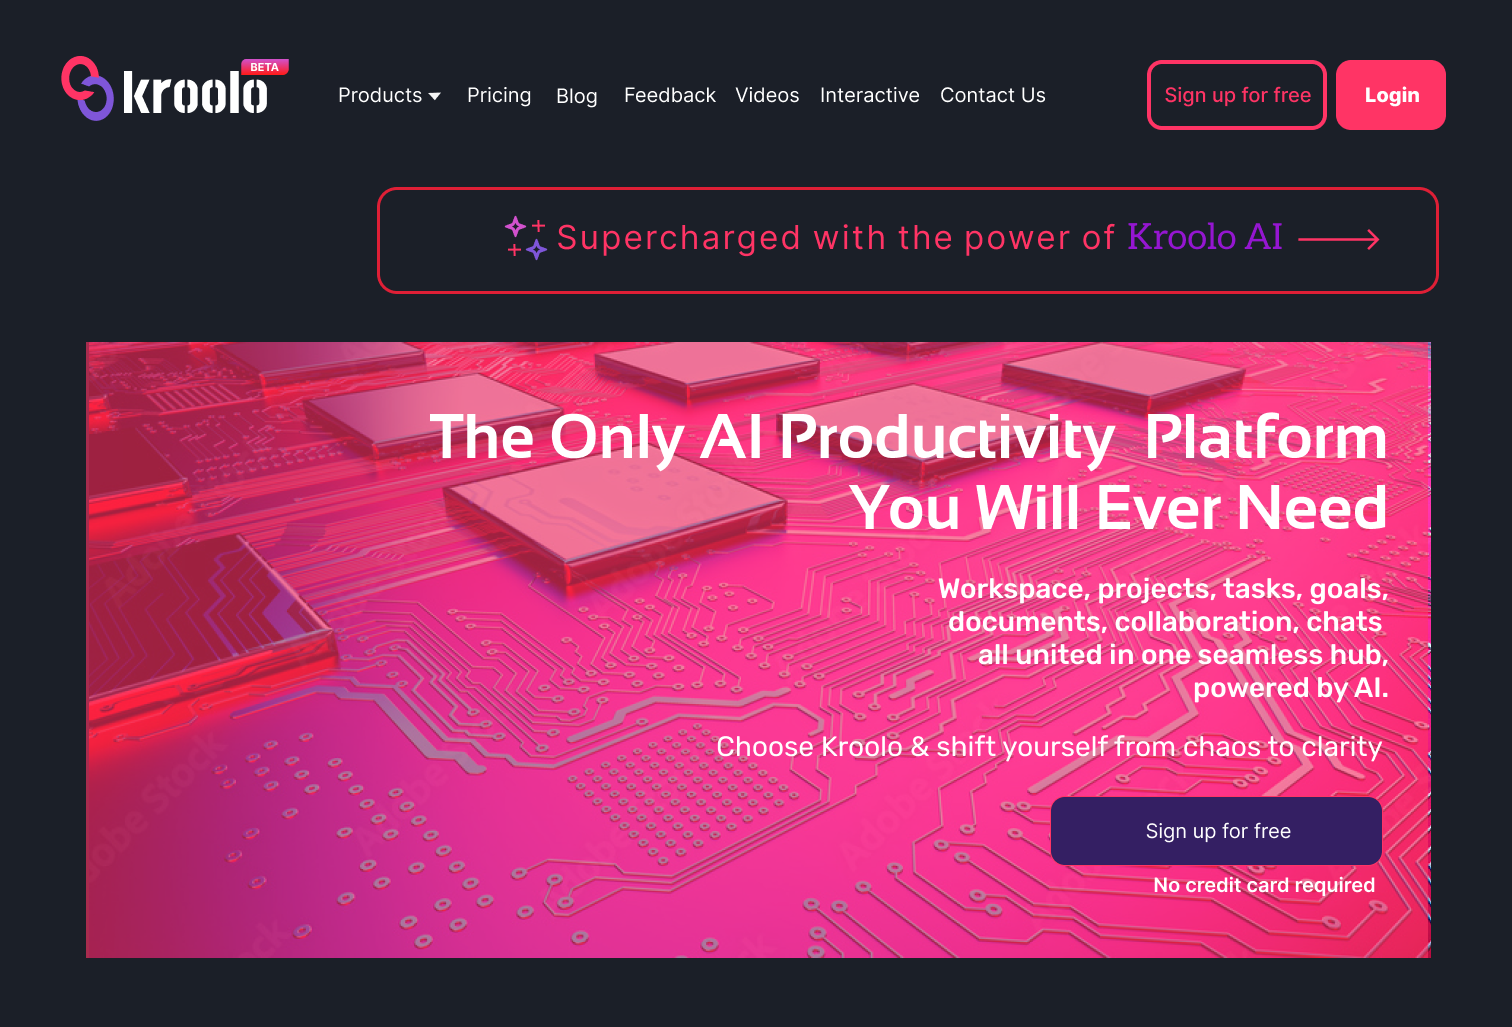 kroolo BETA
Products Pricing Blog Feedback Videos Interactive Contact Us Sign up for free Login
Supercharged with the power of Kroolo AI
The Only AI Productivity Platform
You Will Ever Need
Workspace, projects, tasks, goals,
documents, collaboration, chats
all united in one seamless hub,
powered by AI.
Choose Kroolo & shift yourself from chaos to clarity
Sign up for free
No credit card required
Adobe Stock